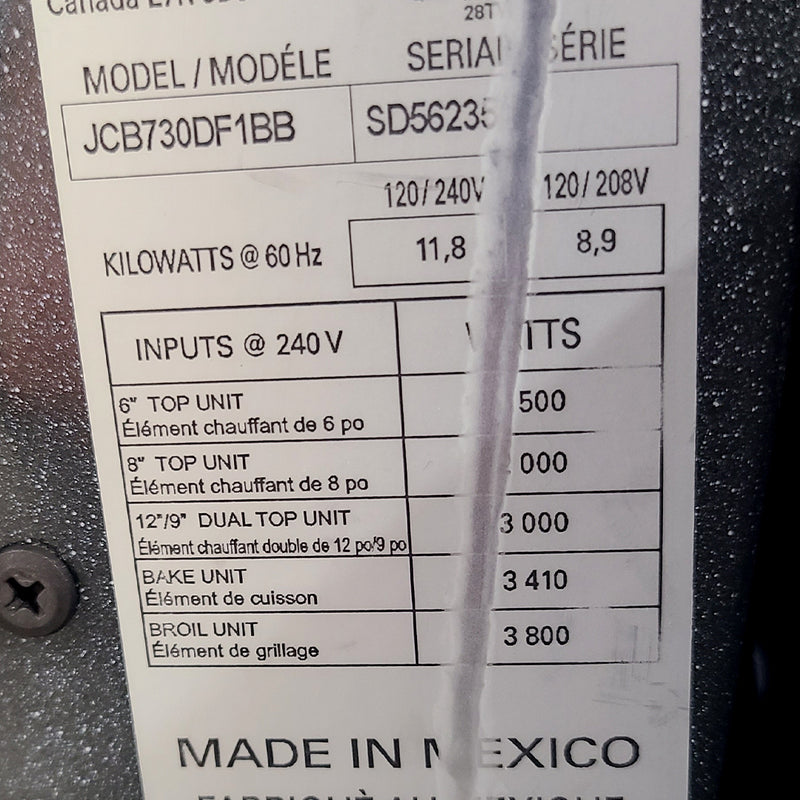 Canada
28T
MODEL / MODÉLE SERIAL SÉRIE
JCB730DF1BB SD56235
120/240V 120/208V
KILOWATTS @ 60 Hz 11,8 8,9
INPUTS @ 240 V WATTS
6" TOP UNIT
Élément chauffant de 6 po
500
8" TOP UNIT
Élément chauffant de 8 po
000
12"/9" DUAL TOP UNIT
Élément chauffant double de 12 po/9 po
3 000
BAKE UNIT
Élément de cuisson
3 410
BROIL UNIT
Élément de grillage
3 800
MADE IN MEXICO